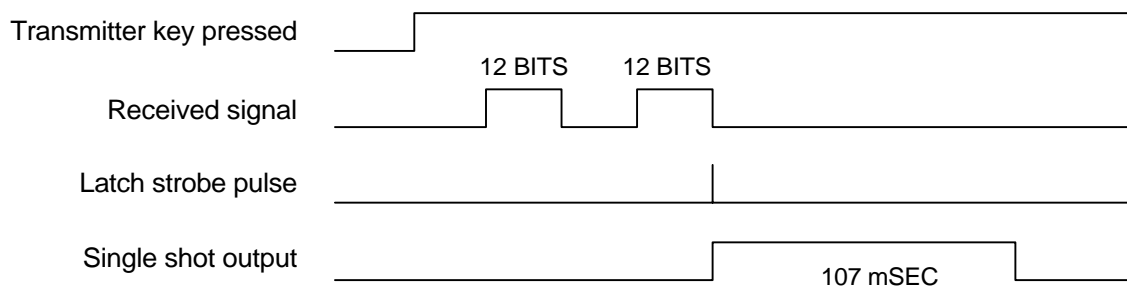 Transmitter key pressed
12 BITS 12 BITS
Received signal
Latch strobe pulse
Single shot output
107 mSEC